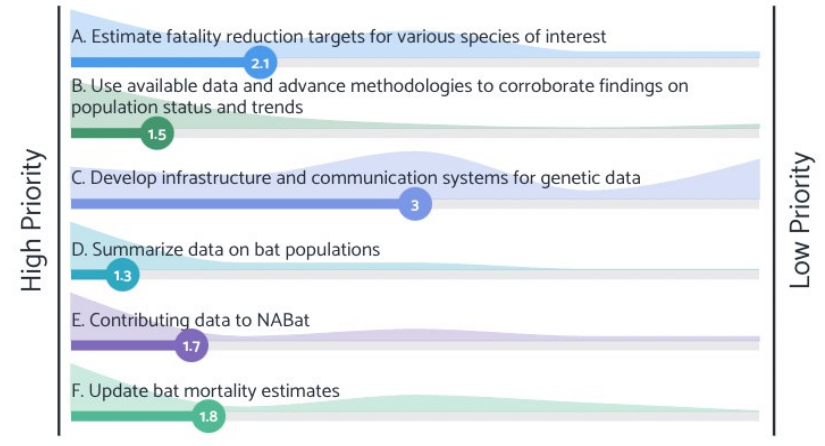 High Priority
A. Estimate fatality reduction targets for various species of interest
2.1
B. Use available data and advance methodologies to corroborate findings on
population status and trends
1.5
C. Develop infrastructure and communication systems for genetic data
3
D. Summarize data on bat populations
1.3
E. Contributing data to NABat
1.7
F. Update bat mortality estimates
1.8
Low Priority